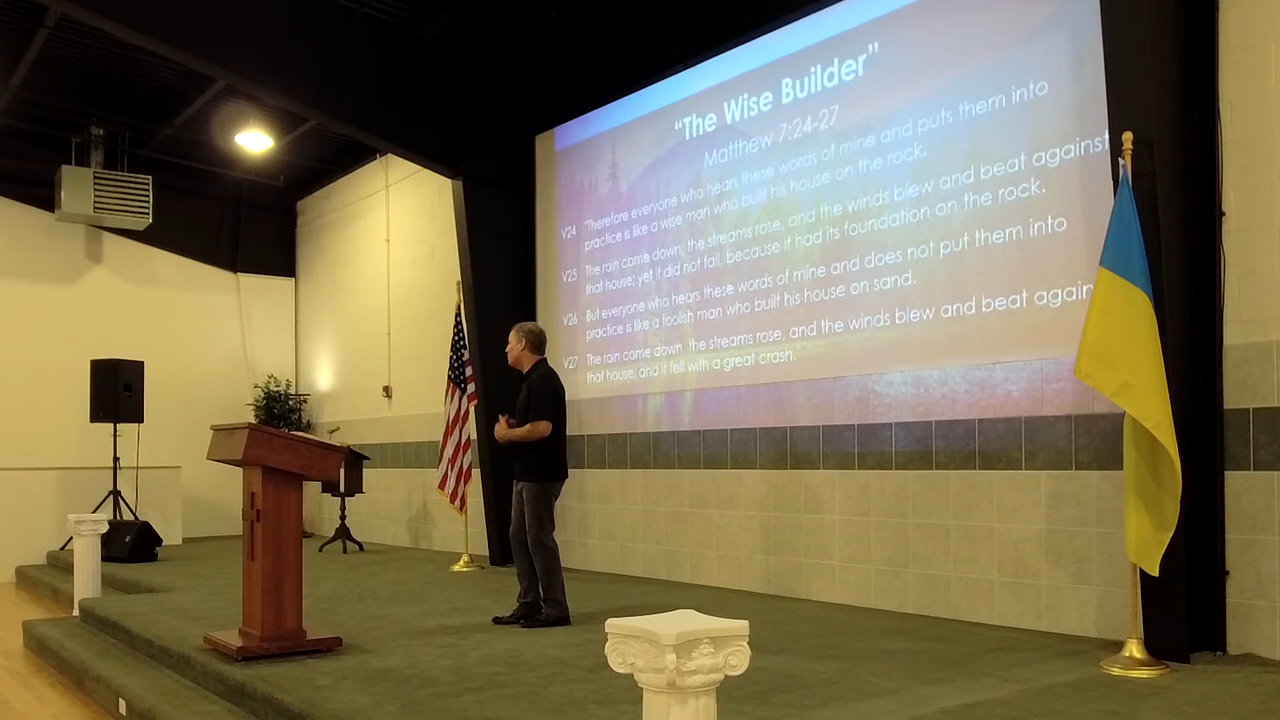 “The Wise Builder”
Matthew 7:24-27
V24 "Therefore everyone who hears these words of mine and puts them into
practice is like a wise man who built his house on the rock.
V25 The rain came down, the streams rose, and the winds blew and beat against
that house; yet it did not fall, because it had its foundation on the rock.
V26 But everyone who hears these words of mine and does not put them into
practice is like a foolish man who built his house on sand.
V27 The rain came down, the streams rose, and the winds blew and beat again
that house, and it fell with a great crash."